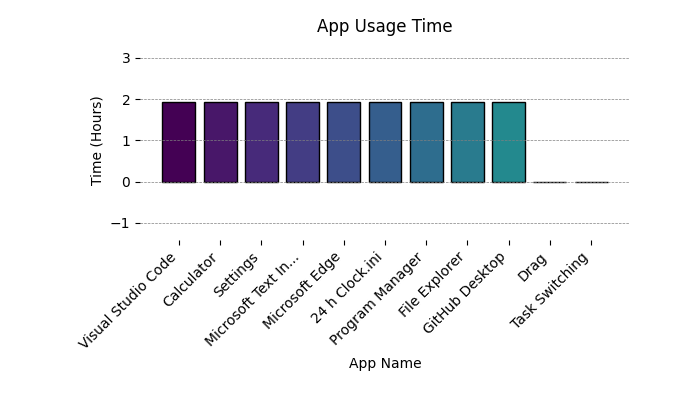 App Usage Time
3
2
1
0
−1
Time (Hours)
Visual Studio Code
Calculator
Settings
Microsoft Text In...
Microsoft Edge
24 h Clock.ini
Program Manager
File Explorer
GitHub Desktop
Drag
Task Switching
App Name